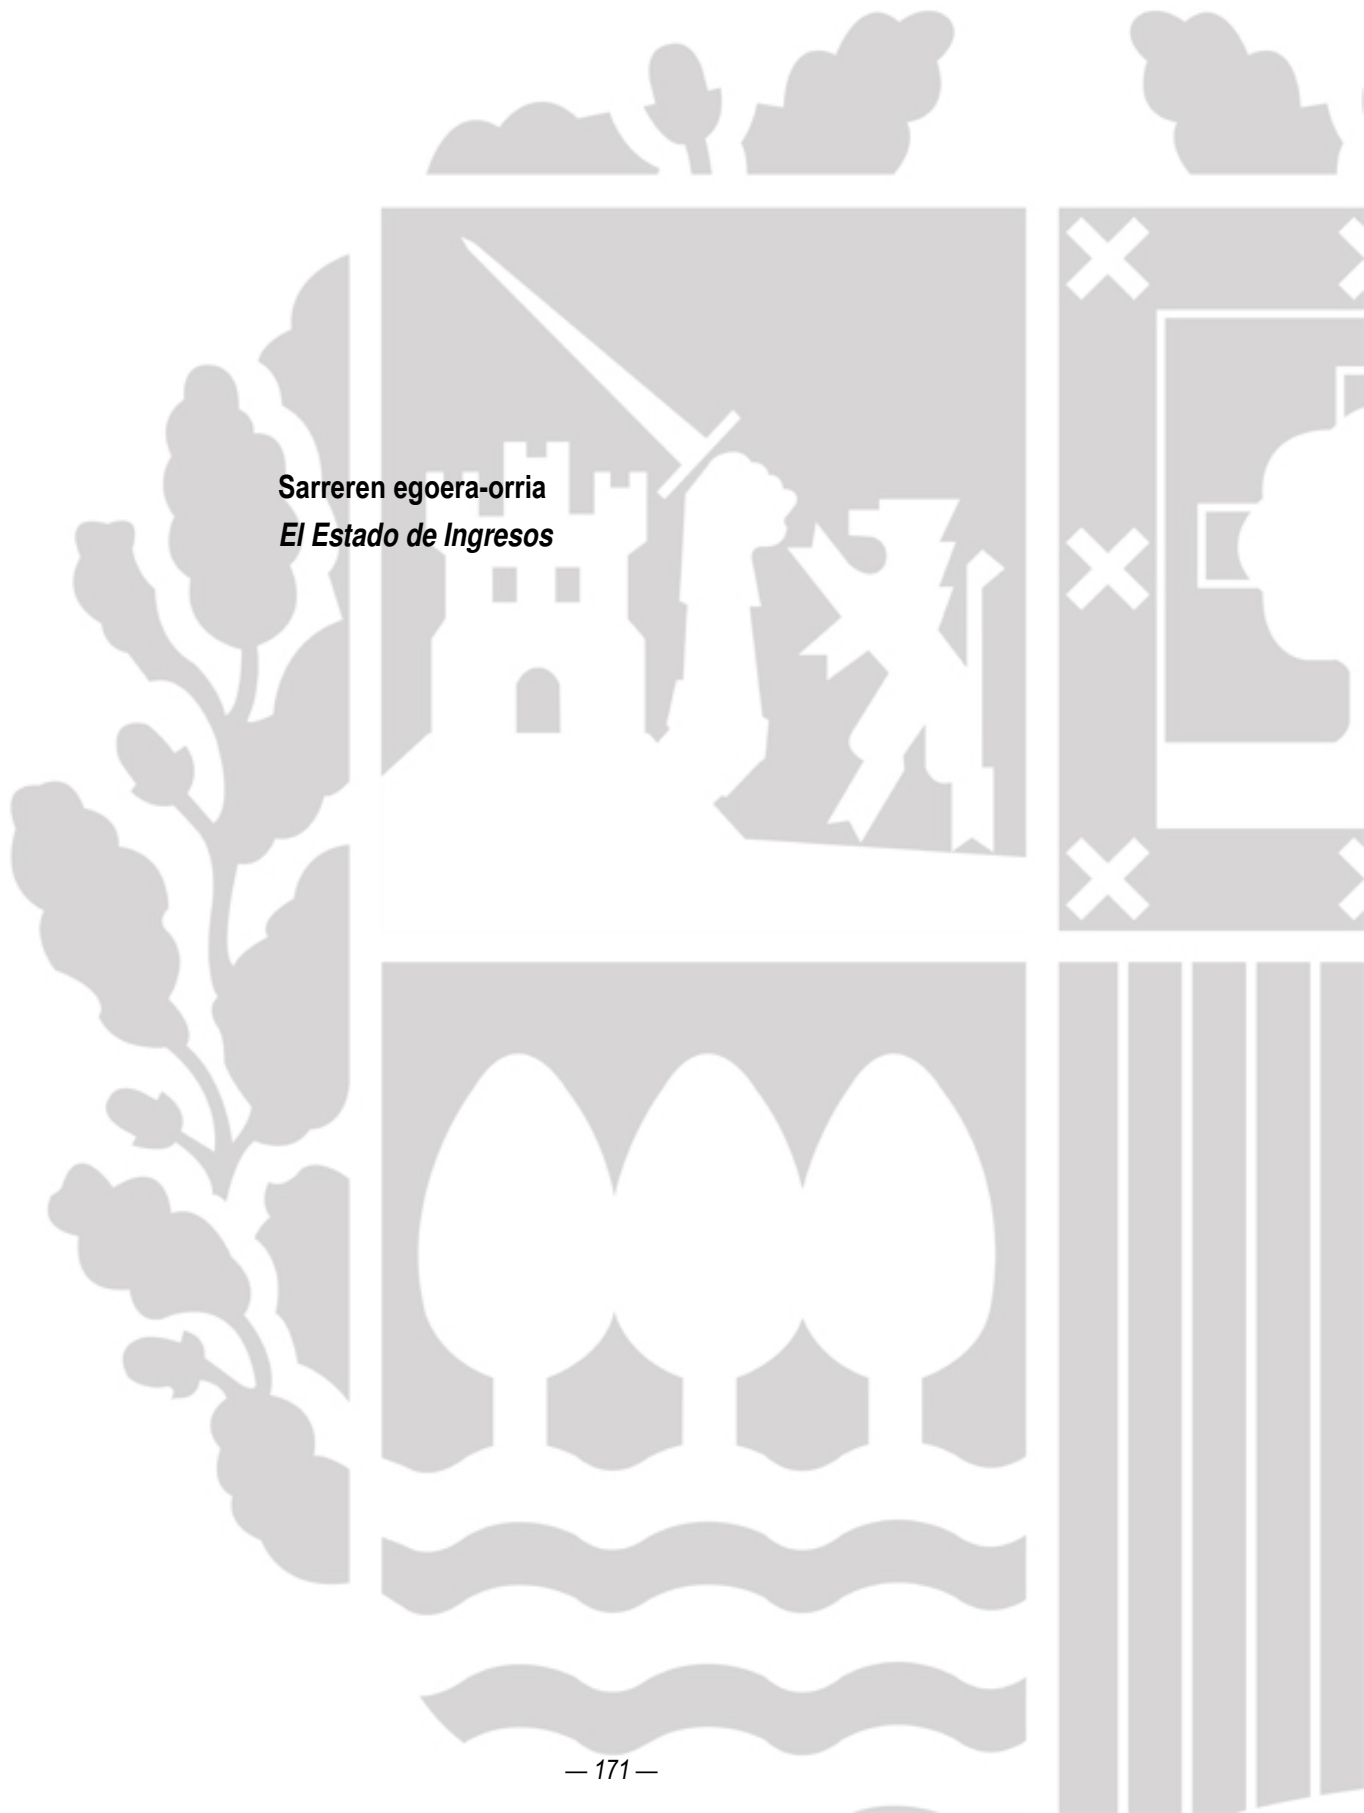 Sarreren egoera-orria
El Estado de Ingresos
— 171 —